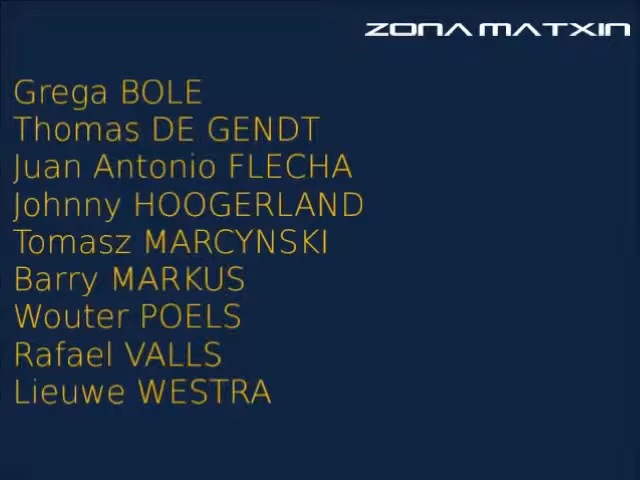 ZONA MATXIN
Grega BOLE
Thomas DE GENDT
Juan Antonio FLECHA
Johnny HOOGERLAND
Tomasz MARCYNSKI
Barry MARKUS
Wouter POELS
Rafael VALLS
Lieuwe WESTRA